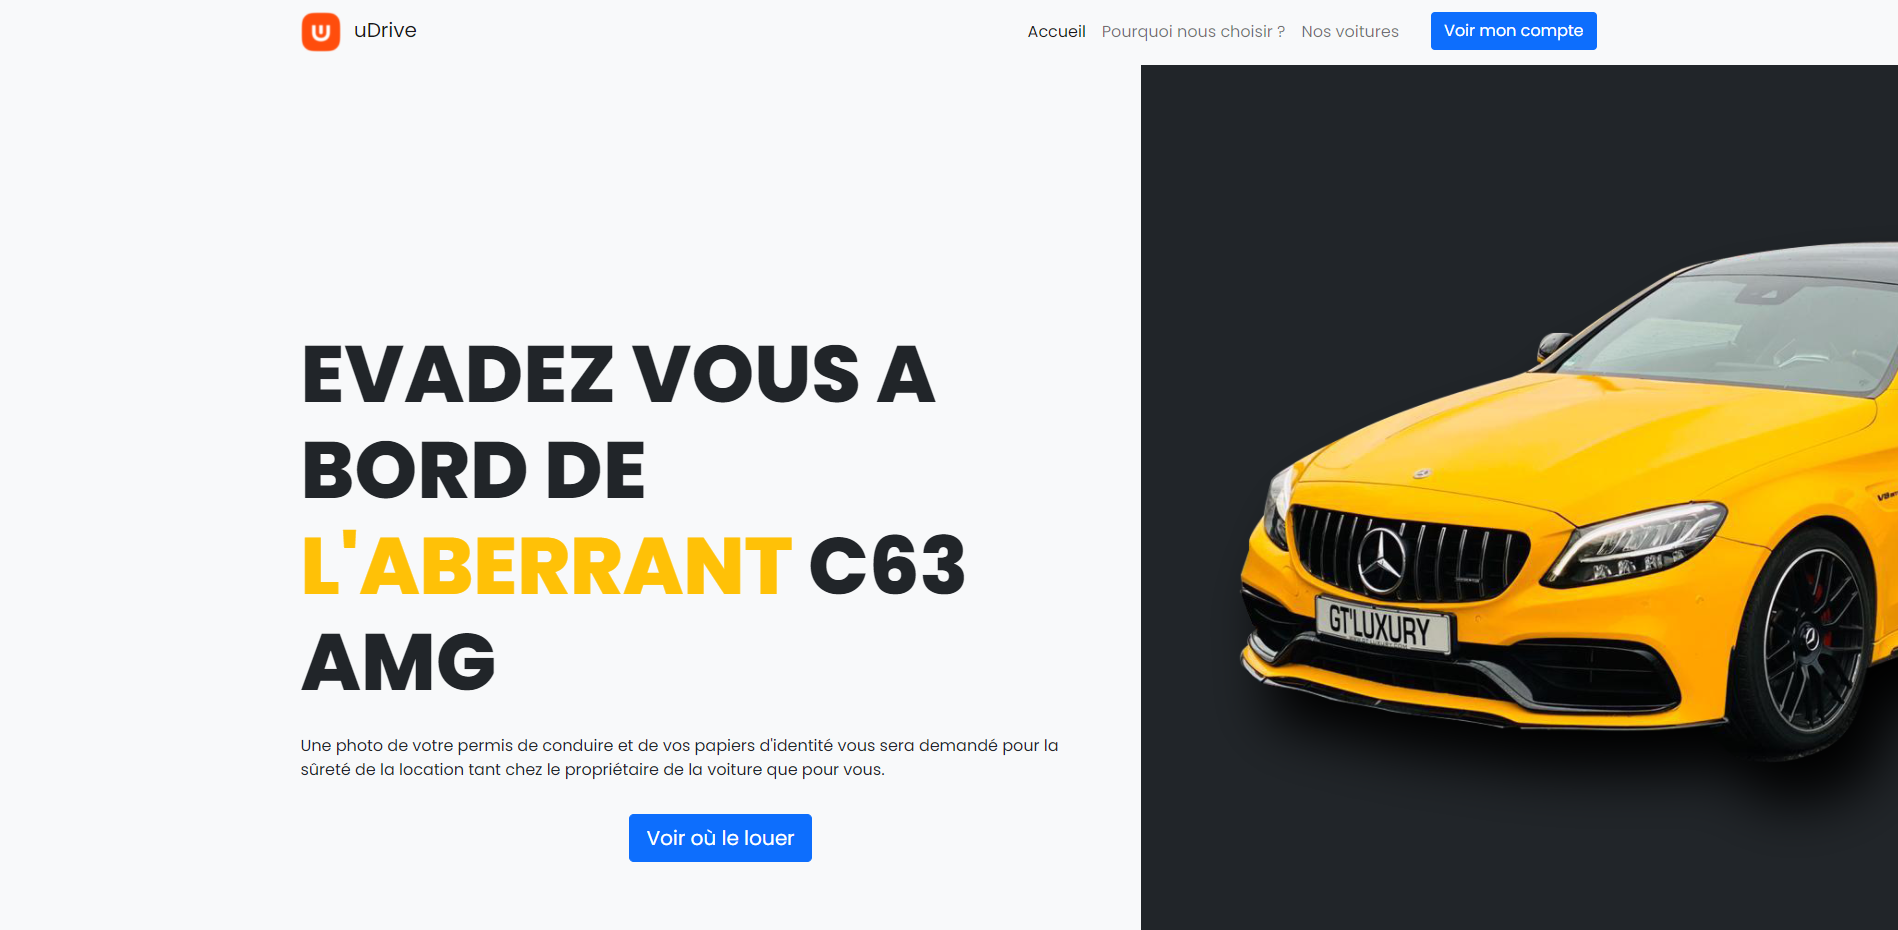 uDrive
Accueil
Pourquoi nous choisir ?
Nos voitures
Voir mon compte
EVADEZ VOUS A
BORD DE
L'ABERRANT C63
AMG
Une photo de votre permis de conduire et de vos papiers d'identité vous sera demandé pour la
sûreté de la location tant chez le propriétaire de la voiture que pour vous.
Voir où le louer
GT'LUXURY